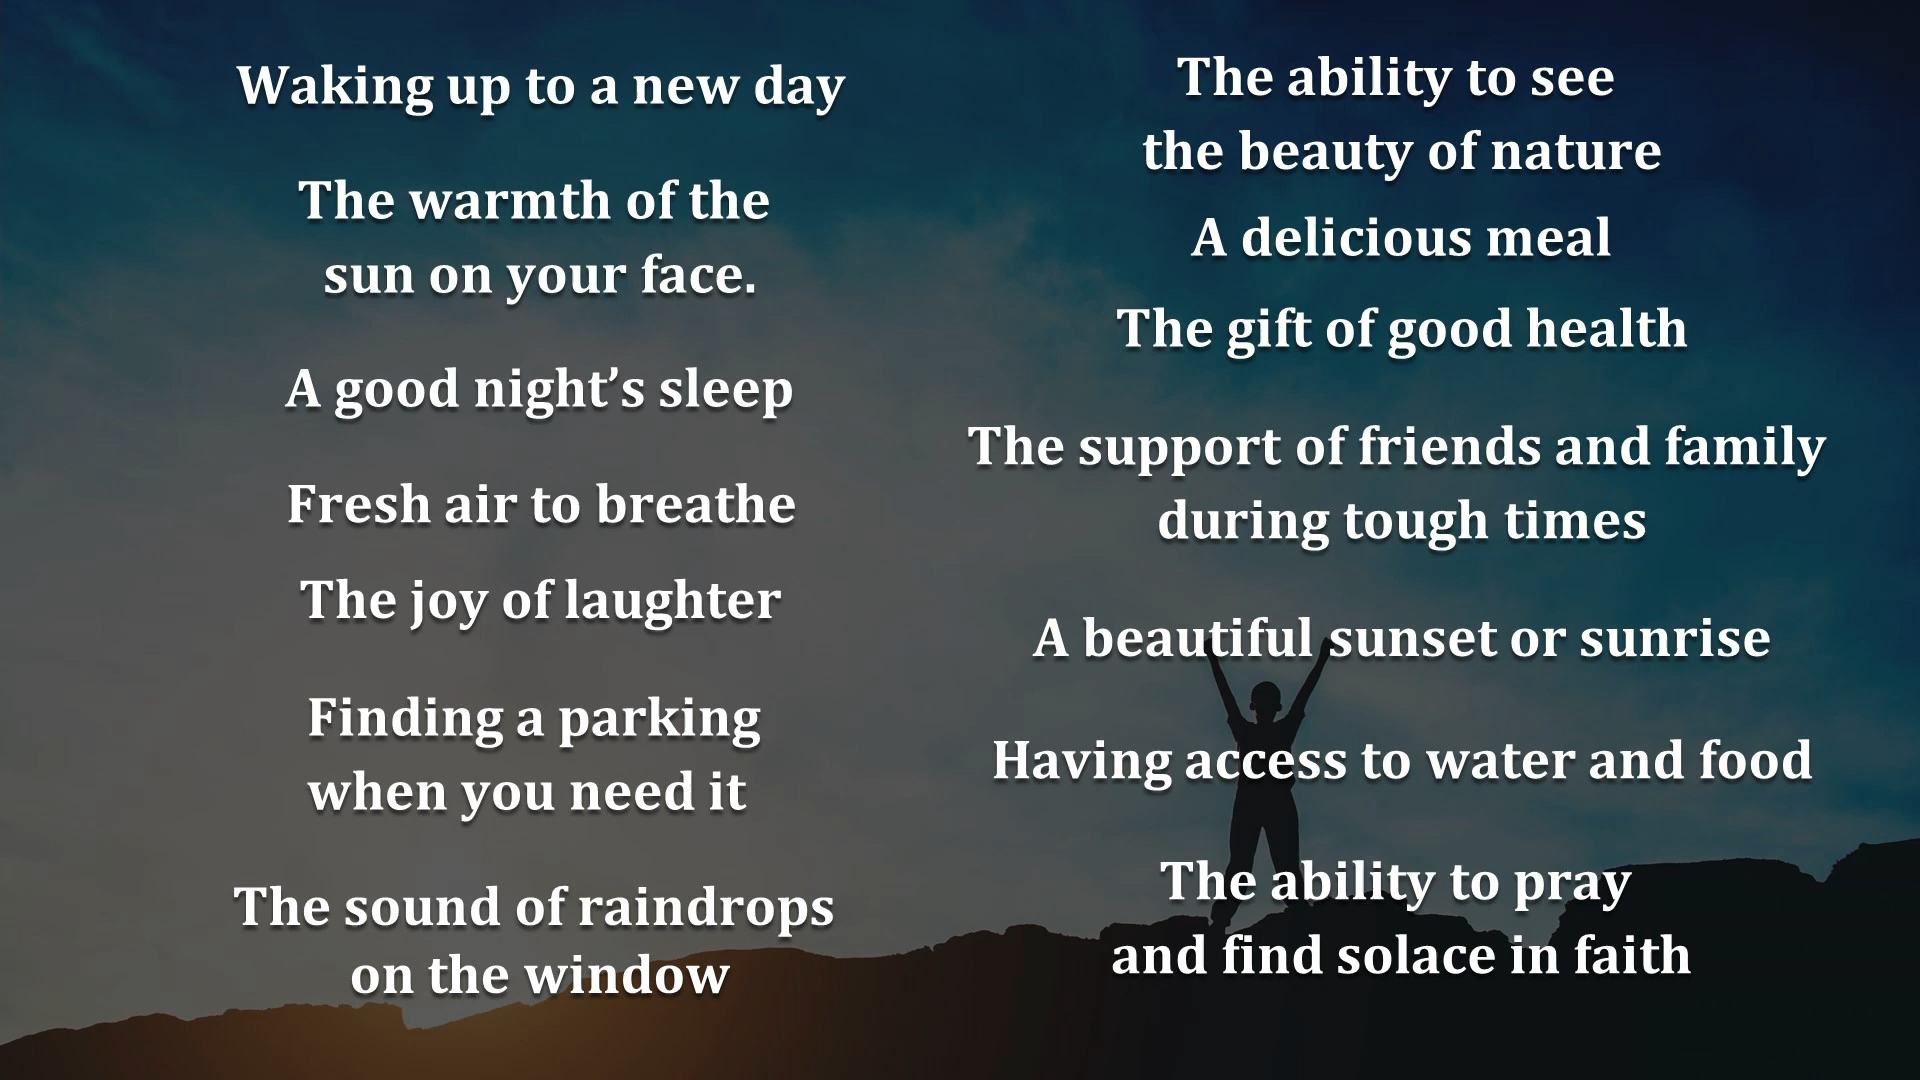 Waking up to a new day
The warmth of the
sun on your face.
A good night’s sleep
Fresh air to breathe
The joy of laughter
Finding a parking
when you need it
The sound of raindrops
on the window
The ability to see
the beauty of nature
A delicious meal
The gift of good health
The support of friends and family
during tough times
A beautiful sunset or sunrise
Having access to water and food
The ability to pray
and find solace in faith